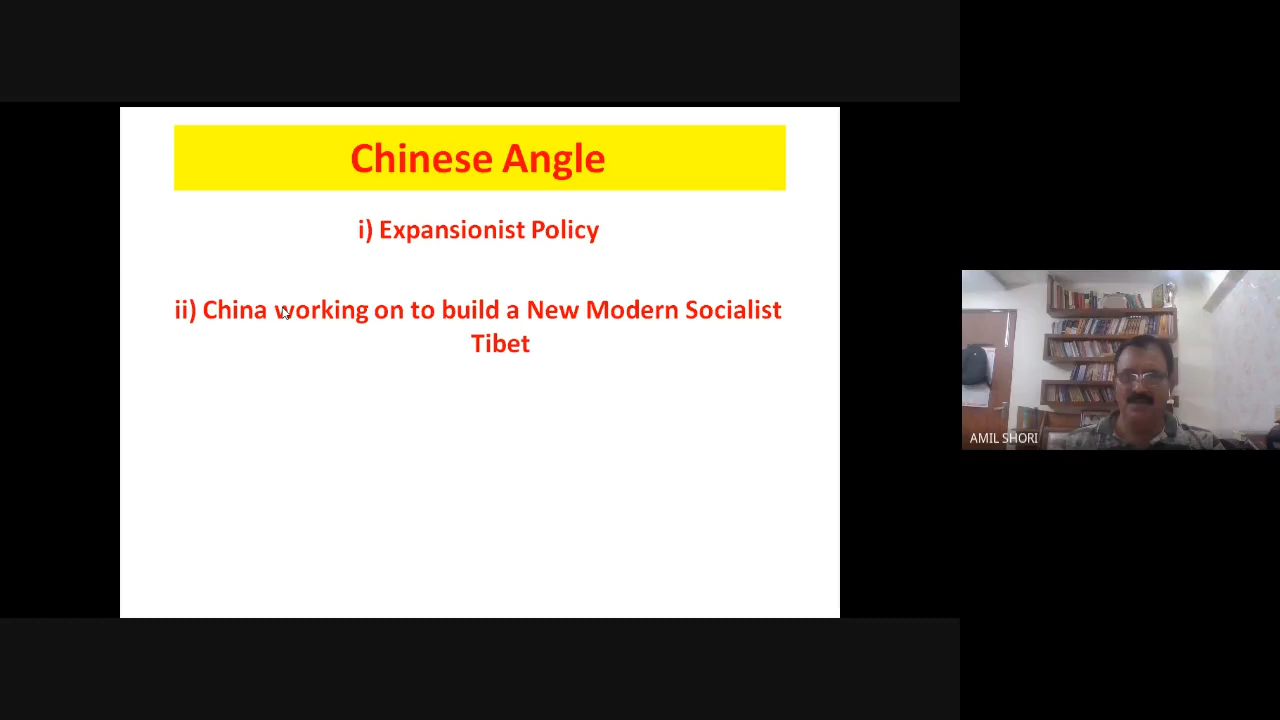 Chinese Angle
i) Expansionist Policy
ii) China working on to build a New Modern Socialist
Tibet
AMIL SHORI